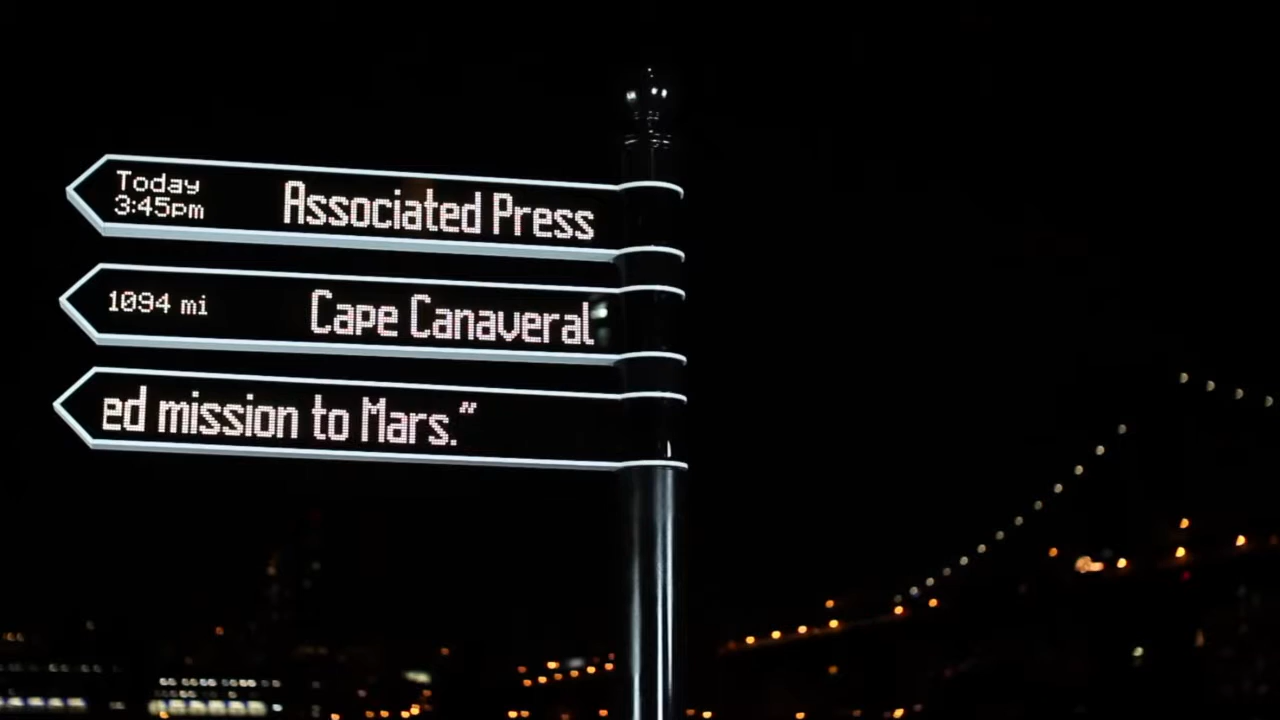 Today
3:45pm
Associated Press
1094 mi
Cape Canaveral
ed mission to Mars.“